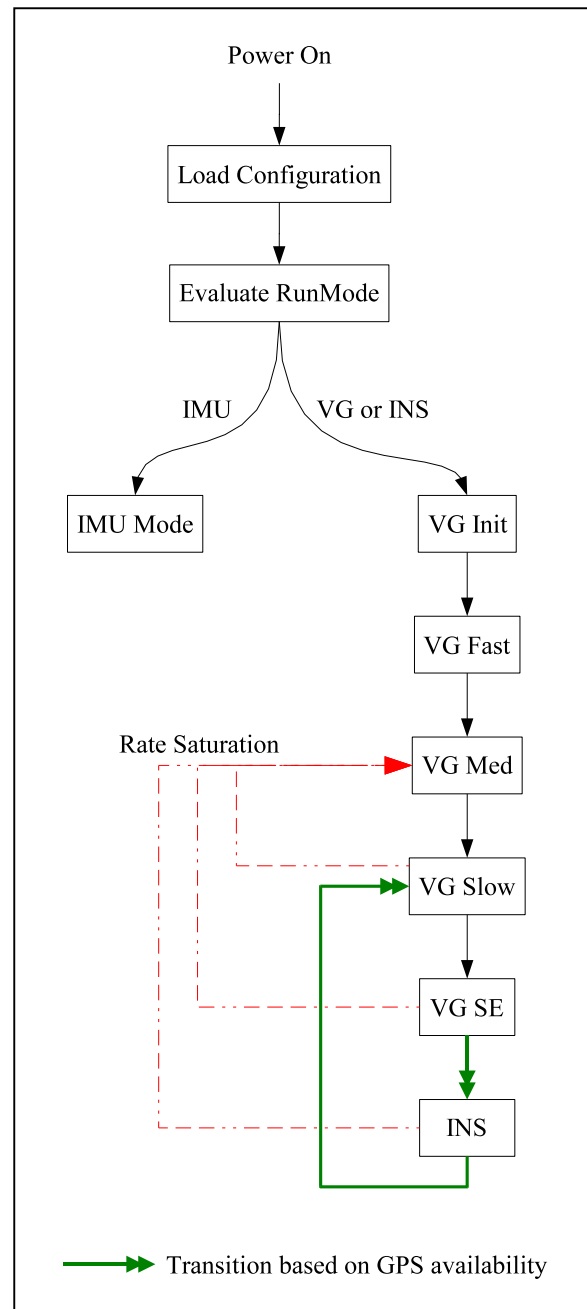 Power On
Load Configuration
Evaluate RunMode
IMU
VG or INS
IMU Mode
VG Init
VG Fast
Rate Saturation
VG Med
VG Slow
VG SE
INS
Transition based on GPS availability